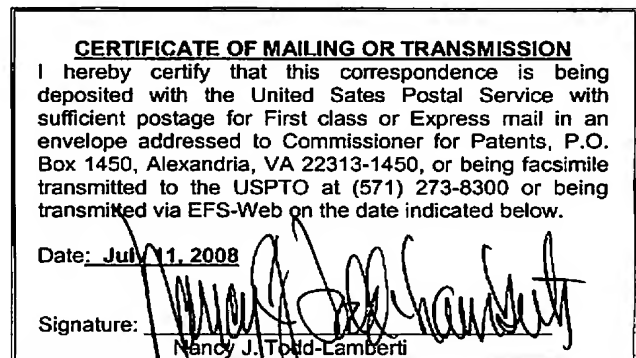 CERTIFICATE OF MAILING OR TRANSMISSION
I hereby certify that this correspondence is being
deposited with the United Sates Postal Service with
sufficient postage for First class or Express mail in an
envelope addressed to Commissioner for Patents, P.O.
Box 1450, Alexandria, VA 22313-1450, or being facsimile
transmitted to the USPTO at (571) 273-8300 or being
transmitted via EFS-Web on the date indicated below.
Date: July 11, 2008
Signature: Nancy J Todd-Lamberti
Nancy J. Todd-Lamberti